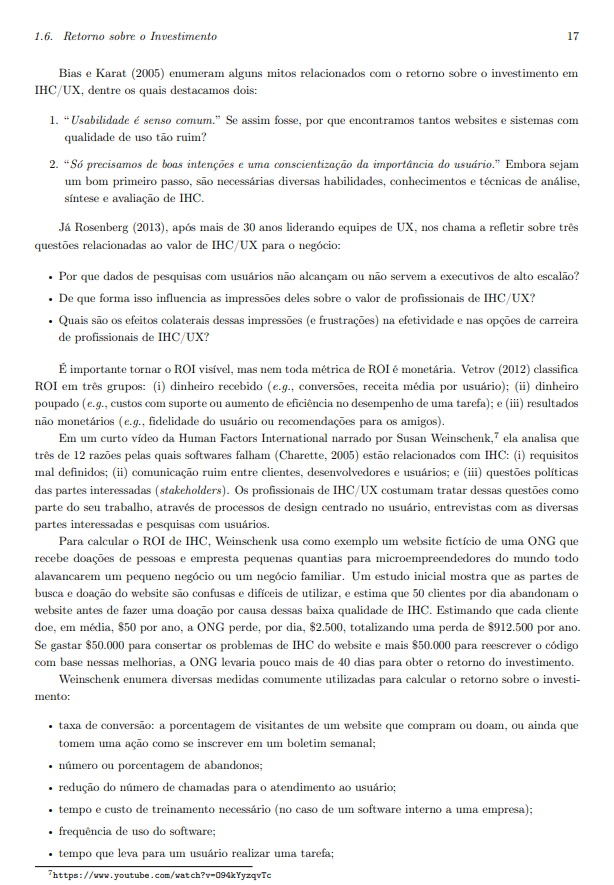 1.6. Retorno sobre o Investimento 17
Bias e Karat (2005) enumeram alguns mitos relacionados com o retorno sobre o investimento em
IHC/UX, dentre os quais destacamos dois:
1. “Usabilidade é senso comum.” Se assim fosse, por que encontramos tantos websites e sistemas com
qualidade de uso tão ruim?
2. “Só precisamos de boas intenções e uma conscientização da importância do usuário.” Embora sejam
um bom primeiro passo, são necessárias diversas habilidades, conhecimentos e técnicas de análise,
síntese e avaliação de IHC.
Já Rosenberg (2013), após mais de 30 anos liderando equipes de UX, nos chama a refletir sobre três
questões relacionadas ao valor de IHC/UX para o negócio:
• Por que dados de pesquisas com usuários não alcançam ou não servem a executivos de alto escalão?
• De que forma isso influencia as impressões deles sobre o valor de profissionais de IHC/UX?
• Quais são os efeitos colaterais dessas impressões (e frustrações) na efetividade e nas opções de carreira
de profissionais de IHC/UX?
É importante tornar o ROI visível, mas nem toda métrica de ROI é monetária. Vetrov (2012) classifica
ROI em três grupos: (i) dinheiro recebido (e.g., conversões, receita média por usuário); (ii) dinheiro
poupado (e.g., custos com suporte ou aumento de eficiência no desempenho de uma tarefa); e (iii) resultados
não monetários (e.g., fidelidade do usuário ou recomendações para os amigos).
Em um curto vídeo da Human Factors International narrado por Susan Weinschenk,⁷ ela analisa que
três de 12 razões pelas quais softwares falham (Charette, 2005) estão relacionados com IHC: (i) requisitos
mal definidos; (ii) comunicação ruim entre clientes, desenvolvedores e usuários; e (iii) questões políticas
das partes interessadas (stakeholders). Os profissionais de IHC/UX costumam tratar dessas questões como
parte do seu trabalho, através de processos de design centrado no usuário, entrevistas com as diversas
partes interessadas e pesquisas com usuários.
Para calcular o ROI de IHC, Weinschenk usa como exemplo um website fictício de uma ONG que
recebe doações de pessoas e empresta pequenas quantias para microempreendedores do mundo todo
alavancarem um pequeno negócio ou um negócio familiar. Um estudo inicial mostra que as partes de
busca e doação do website são confusas e difíceis de utilizar, e estima que 50 clientes por dia abandonam o
website antes de fazer uma doação por causa dessas baixa qualidade de IHC. Estimando que cada cliente
doe, em média, $50 por ano, a ONG perde, por dia, $2.500, totalizando uma perda de $912.500 por ano.
Se gastar $50.000 para consertar os problemas de IHC do website e mais $50.000 para reescrever o código
com base nessas melhorias, a ONG levaria pouco mais de 40 dias para obter o retorno do investimento.
Weinschenk enumera diversas medidas comumente utilizadas para calcular o retorno sobre o investi-
mento:
• taxa de conversão: a porcentagem de visitantes de um website que compram ou doam, ou ainda que
tomem uma ação como se inscrever em um boletim semanal;
• número ou porcentagem de abandonos;
• redução do número de chamadas para o atendimento ao usuário;
• tempo e custo de treinamento necessário (no caso de um software interno a uma empresa);
• frequência de uso do software;
• tempo que leva para um usuário realizar uma tarefa;
⁷https://www.youtube.com/watch?v=O94kYyzqvTc